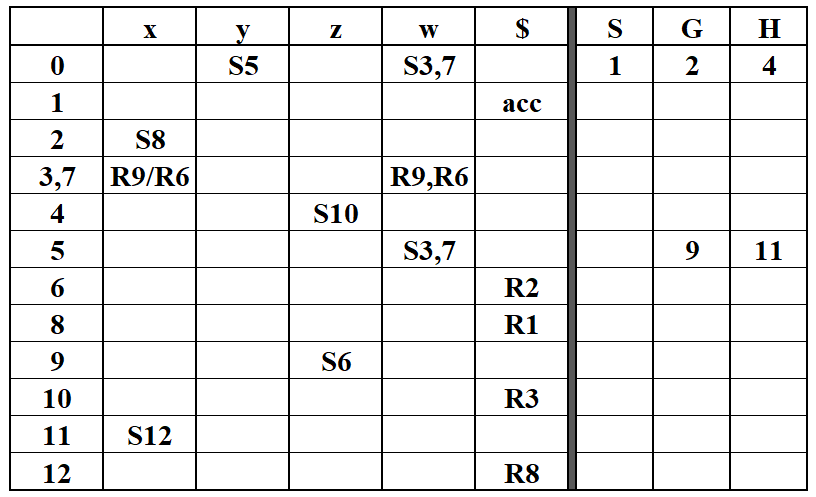 x y z w $ S G H
0 S5 S3,7 1 2 4
1 acc
2 S8
3,7 R9/R6 R9,R6
4 S10
5 S3,7 9 11
6 R2
8 R1
9 S6
10 R3
11 S12
12 R8